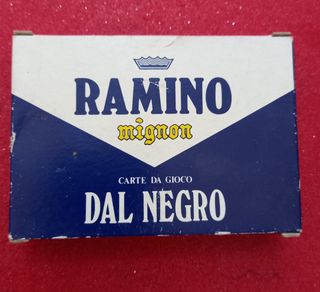 RAMINO
mignon
CARTE DA GIOCO
DAL NEGRO